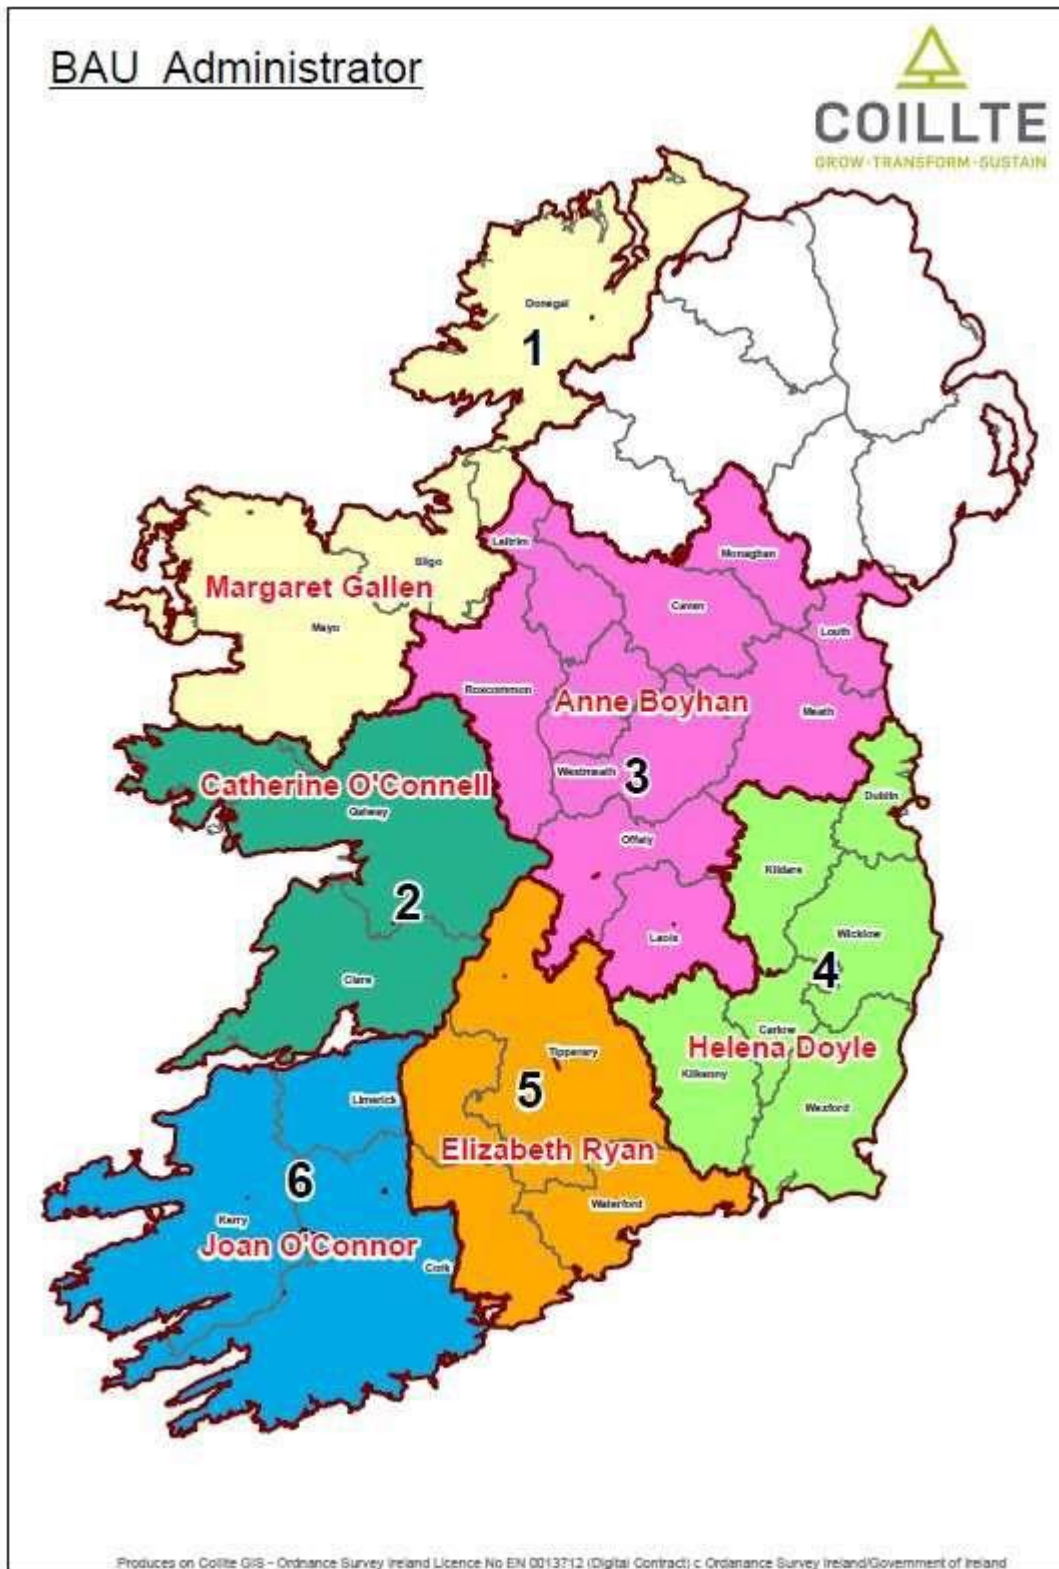 BAU Administrator
COILLTE
GROW·TRANSFORM·SUSTAIN
Donegal
1
Leitrim
Monaghan
Sligo
Margaret Gallen
Cavan
Mayo
Louth
Roscommon
Anne Boyhan
Meath
Westmeath
3
Catherine O'Connell
Galway
Dublin
Offaly
Kildare
2
Laois
Wicklow
4
Clare
Carlow
Helena Doyle
Tipperary
Kilkenny
5
Limerick
Wexford
Elizabeth Ryan
6
Waterford
Kerry
Joan O'Connor
Cork
Produces on Coillte GIS - Ordnance Survey Ireland Licence No EN 0013712 (Digital Contract) c Ordanance Survey Ireland/Government of Ireland